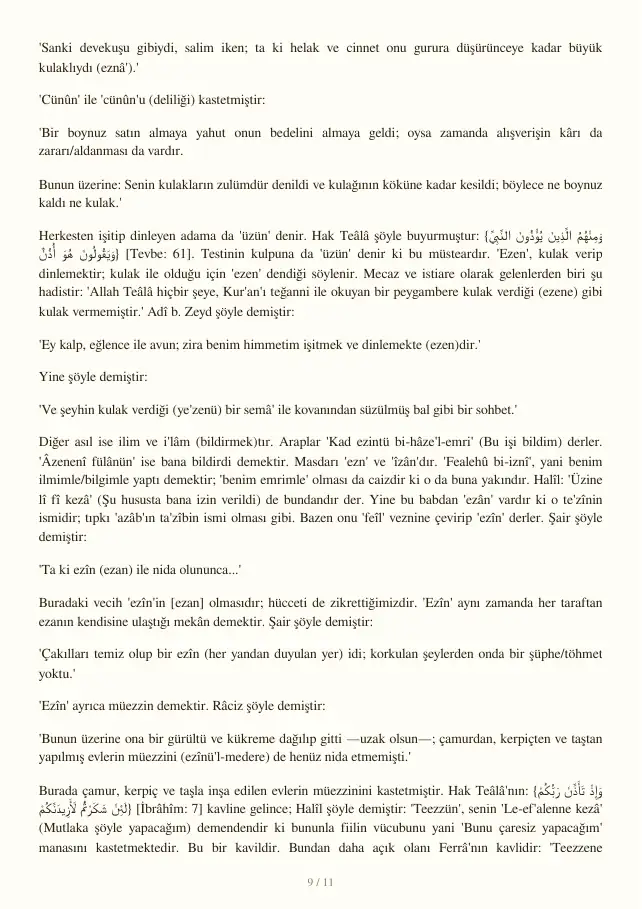 'Sanki devekuşu gibiydi, salim iken; ta ki helak ve cinnet onu gurura düşürünceye kadar büyük
kulaklıydı (eznâ').'
'Cünûn' ile 'cünûn'u (deliliği) kastetmiştir:
'Bir boynuz satın almaya yahut onun bedelini almaya geldi; oysa zamanda alışverişin kârı da
zararı/aldanması da vardır.
Bunun üzerine: Senin kulakların zulümdür denildi ve kulağının köküne kadar kesildi; böylece ne boynuz
kaldı ne kulak.'
Herkesten işitip dinleyen adama da 'üzün' denir. Hak Teâlâ şöyle buyurmuştur: {وَمِنْهُمُ الَّذِينَ يُؤْذُونَ النَّبِيَّ
وَيَقُولُونَ هُوَ أُذُنٌ} [Tevbe: 61]. Testinin kulpuna da 'üzün' denir ki bu müsteardır. 'Ezen', kulak verip
dinlemektir; kulak ile olduğu için 'ezen' dendiği söylenir. Mecaz ve istiare olarak gelenlerden biri şu
hadistir: 'Allah Teâlâ hiçbir şeye, Kur'an'ı teğanni ile okuyan bir peygambere kulak verdiği (ezene) gibi
kulak vermemiştir.' Adî b. Zeyd şöyle demiştir:
'Ey kalp, eğlence ile avun; zira benim himmetim işitmek ve dinlemekte (ezen)dir.'
Yine şöyle demiştir:
'Ve şeyhin kulak verdiği (ye'zenü) bir semâ' ile kovanından süzülmüş bal gibi bir sohbet.'
Diğer asıl ise ilim ve i'lâm (bildirmek)tır. Araplar 'Kad ezintü bi-hâze'l-emri' (Bu işi bildim) derler.
'Âzenenî fülânün' ise bana bildirdi demektir. Masdarı 'ezn' ve 'îzân'dır. 'Fealehû bi-iznî', yani benim
ilmimle/bilgimle yaptı demektir; 'benim emrimle' olması da caizdir ki o da buna yakındır. Halîl: 'Üzine
lî fî kezâ' (Şu hususta bana izin verildi) de bundandır der. Yine bu babdan 'ezân' vardır ki o te'zînin
ismidir; tıpkı 'azâb'ın ta'zîbin ismi olması gibi. Bazen onu 'feîl' veznine çevirip 'ezîn' derler. Şair şöyle
demiştir:
'Ta ki ezîn (ezan) ile nida olununca...'
Buradaki vecih 'ezîn'in [ezan] olmasıdır; hücceti de zikrettiğimizdir. 'Ezîn' aynı zamanda her taraftan
ezanın kendisine ulaştığı mekân demektir. Şair şöyle demiştir:
'Çakılları temiz olup bir ezîn (her yandan duyulan yer) idi; korkulan şeylerden onda bir şüphe/töhmet
yoktu.'
'Ezîn' ayrıca müezzin demektir. Râciz şöyle demiştir:
'Bunun üzerine ona bir gürültü ve kükreme dağılıp gitti —uzak olsun—; çamurdan, kerpiçten ve taştan
yapılmış evlerin müezzini (ezînü'l-medere) de henüz nida etmemişti.'
Burada çamur, kerpiç ve taşla inşa edilen evlerin müezzinini kastetmiştir. Hak Teâlâ'nın: {وَإِذْ تَأَذَّنَ رَبُّكُمْ
لَئِنْ شَكَرْتُمْ لَأَزِيدَنَّكُمْ} [İbrâhîm: 7] kavline gelince; Halîl şöyle demiştir: 'Teezzün', senin 'Le-ef'alenne kezâ'
(Mutlaka şöyle yapacağım) demendendir ki bununla fiilin vücubunu yani 'Bunu çaresiz yapacağım'
manasını kastetmektedir. Bu bir kavildir. Bundan daha açık olanı Ferrâ'nın kavlidir: 'Teezzene
9 / 11